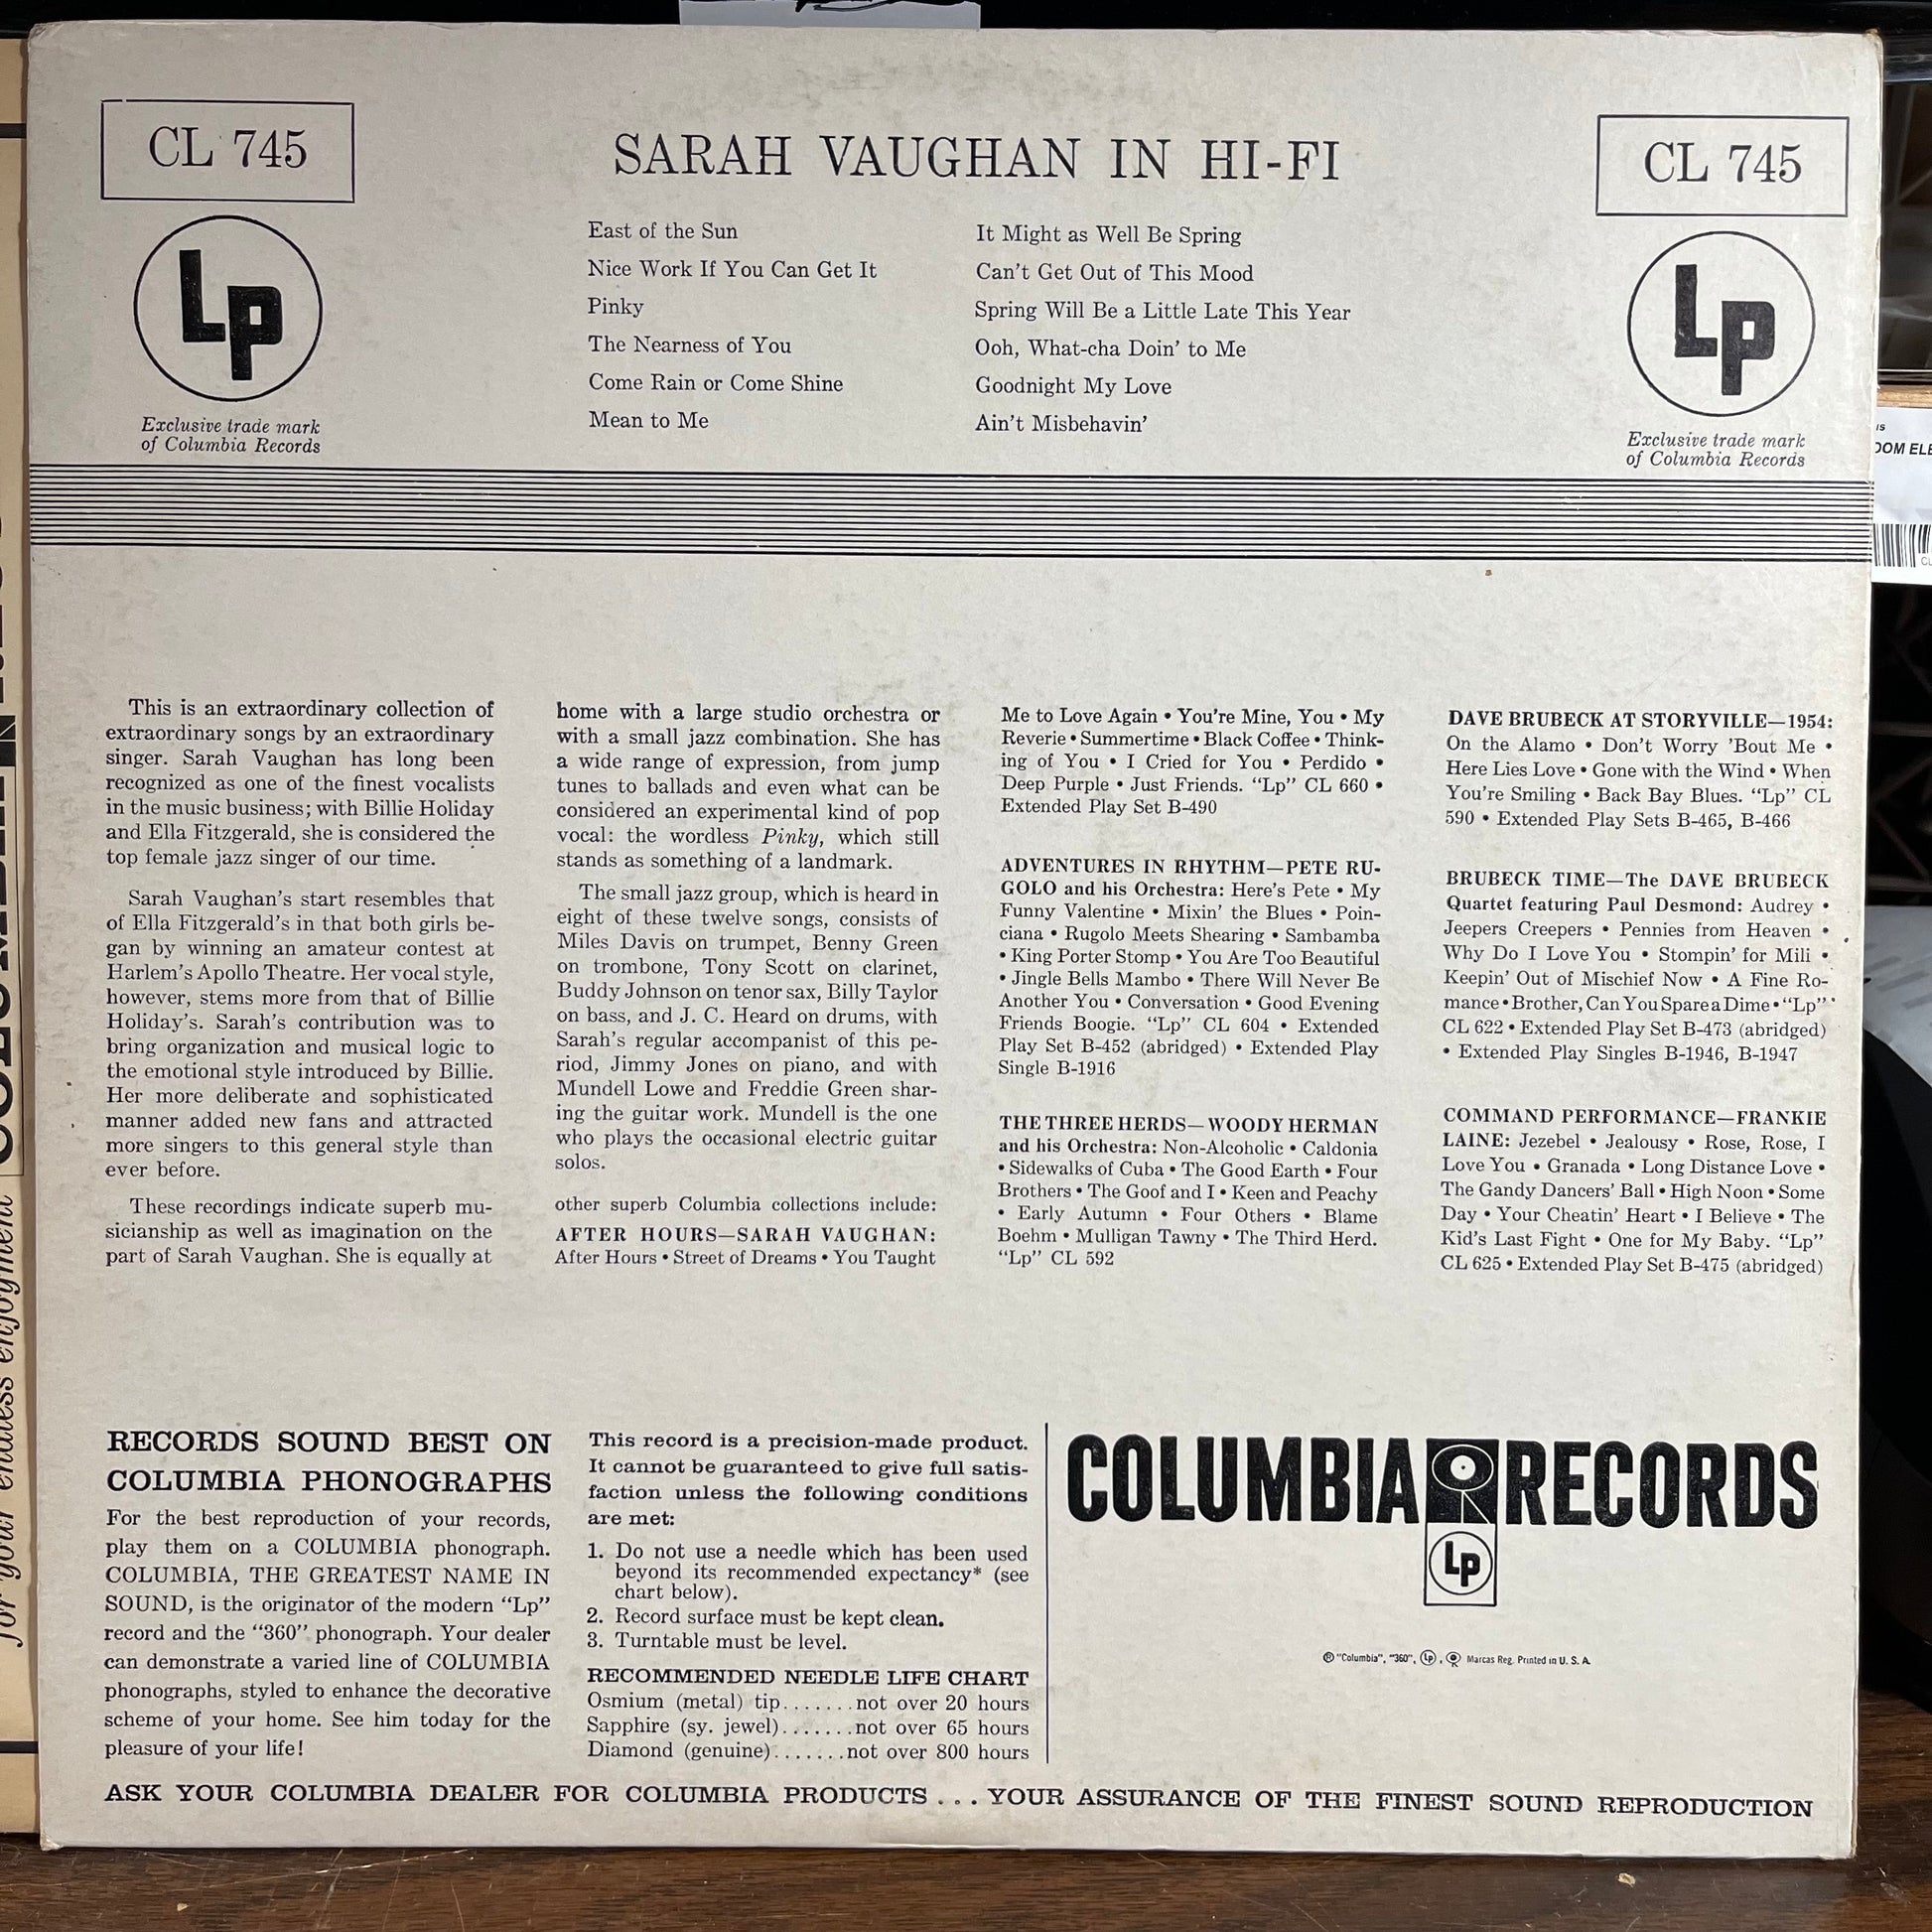 CL 745
SARAH VAUGHAN IN HI-FI
CL 745
Lp
Exclusive trade mark
of Columbia Records
East of the Sun
Nice Work If You Can Get It
Pinky
The Nearness of You
Come Rain or Come Shine
Mean to Me
It Might as Well Be Spring
Can't Get Out of This Mood
Spring Will Be a Little Late This Year
Ooh, What-cha Doin' to Me
Goodnight My Love
Ain't Misbehavin'
Lp
Exclusive trade mark
of Columbia Records
This is an extraordinary collection of
extraordinary songs by an extraordinary
singer. Sarah Vaughan has long been
recognized as one of the finest vocalists
in the music business; with Billie Holiday
and Ella Fitzgerald, she is considered the
top female jazz singer of our time.
Sarah Vaughan's start resembles that
of Ella Fitzgerald's in that both girls be-
gan by winning an amateur contest at
Harlem's Apollo Theatre. Her vocal style,
however, stems more from that of Billie
Holiday's. Sarah's contribution was to
bring organization and musical logic to
the emotional style introduced by Billie.
Her more deliberate and sophisticated
manner added new fans and attracted
more singers to this general style than
ever before.
These recordings indicate superb mu-
sicianship as well as imagination on the
part of Sarah Vaughan. She is equally at
home with a large studio orchestra or
with a small jazz combination. She has
a wide range of expression, from jump
tunes to ballads and even what can be
considered an experimental kind of pop
vocal: the wordless Pinky, which still
stands as something of a landmark.
The small jazz group, which is heard in
eight of these twelve songs, consists of
Miles Davis on trumpet, Benny Green
on trombone, Tony Scott on clarinet,
Buddy Johnson on tenor sax, Billy Taylor
on bass, and J. C. Heard on drums, with
Sarah's regular accompanist of this pe-
riod, Jimmy Jones on piano, and with
Mundell Lowe and Freddie Green shar-
ing the guitar work. Mundell is the one
who plays the occasional electric guitar
solos.
other superb Columbia collections include:
AFTER HOURS—SARAH VAUGHAN:
After Hours • Street of Dreams • You Taught
Me to Love Again • You're Mine, You • My
Reverie • Summertime • Black Coffee • Think-
ing of You • I Cried for You • Perdido •
Deep Purple • Just Friends. "Lp" CL 660 •
Extended Play Set B-490
ADVENTURES IN RHYTHM—PETE RU-
GOLO and his Orchestra: Here's Pete • My
Funny Valentine • Mixin' the Blues • Poin-
ciana • Rugolo Meets Shearing • Sambamba
• King Porter Stomp • You Are Too Beautiful
• Jingle Bells Mambo • There Will Never Be
Another You • Conversation • Good Evening
Friends Boogie. "Lp" CL 604 • Extended
Play Set B-452 (abridged) • Extended Play
Single B-1916
THE THREE HERDS—WOODY HERMAN
and his Orchestra: Non-Alcoholic • Caldonia
• Sidewalks of Cuba • The Good Earth • Four
Brothers • The Goof and I • Keen and Peachy
• Early Autumn • Four Others • Blame
Boehm • Mulligan Tawny • The Third Herd.
"Lp" CL 592
DAVE BRUBECK AT STORYVILLE—1954:
On the Alamo • Don't Worry 'Bout Me •
Here Lies Love • Gone with the Wind • When
You're Smiling • Back Bay Blues. "Lp" CL
590 • Extended Play Sets B-465, B-466
BRUBECK TIME—The DAVE BRUBECK
Quartet featuring Paul Desmond: Audrey •
Jeepers Creepers • Pennies from Heaven •
Why Do I Love You • Stompin' for Mili •
Keepin' Out of Mischief Now • A Fine Ro-
mance • Brother, Can You Spare a Dime • "Lp"
CL 622 • Extended Play Set B-473 (abridged)
• Extended Play Singles B-1946, B-1947
COMMAND PERFORMANCE—FRANKIE
LAINE: Jezebel • Jealousy • Rose, Rose, I
Love You • Granada • Long Distance Love •
The Gandy Dancers' Ball • High Noon • Some
Day • Your Cheatin' Heart • I Believe • The
Kid's Last Fight • One for My Baby. "Lp"
CL 625 • Extended Play Set B-475 (abridged)
RECORDS SOUND BEST ON
COLUMBIA PHONOGRAPHS
For the best reproduction of your records,
play them on a COLUMBIA phonograph.
COLUMBIA, THE GREATEST NAME IN
SOUND, is the originator of the modern "Lp"
record and the "360" phonograph. Your dealer
can demonstrate a varied line of COLUMBIA
phonographs, styled to enhance the decorative
scheme of your home. See him today for the
pleasure of your life!
This record is a precision-made product.
It cannot be guaranteed to give full satis-
faction unless the following conditions
are met:
1. Do not use a needle which has been used
beyond its recommended expectancy* (see
chart below).
2. Record surface must be kept clean.
3. Turntable must be level.
RECOMMENDED NEEDLE LIFE CHART
Osmium (metal) tip.......not over 20 hours
Sapphire (sy. jewel).......not over 65 hours
Diamond (genuine).......not over 800 hours
COLUMBIA RECORDS
Lp
® "Columbia", "360", Lp, Marcas Reg. Printed in U. S. A.
ASK YOUR COLUMBIA DEALER FOR COLUMBIA PRODUCTS . . . YOUR ASSURANCE OF THE FINEST SOUND REPRODUCTION
for your endless enjoyment